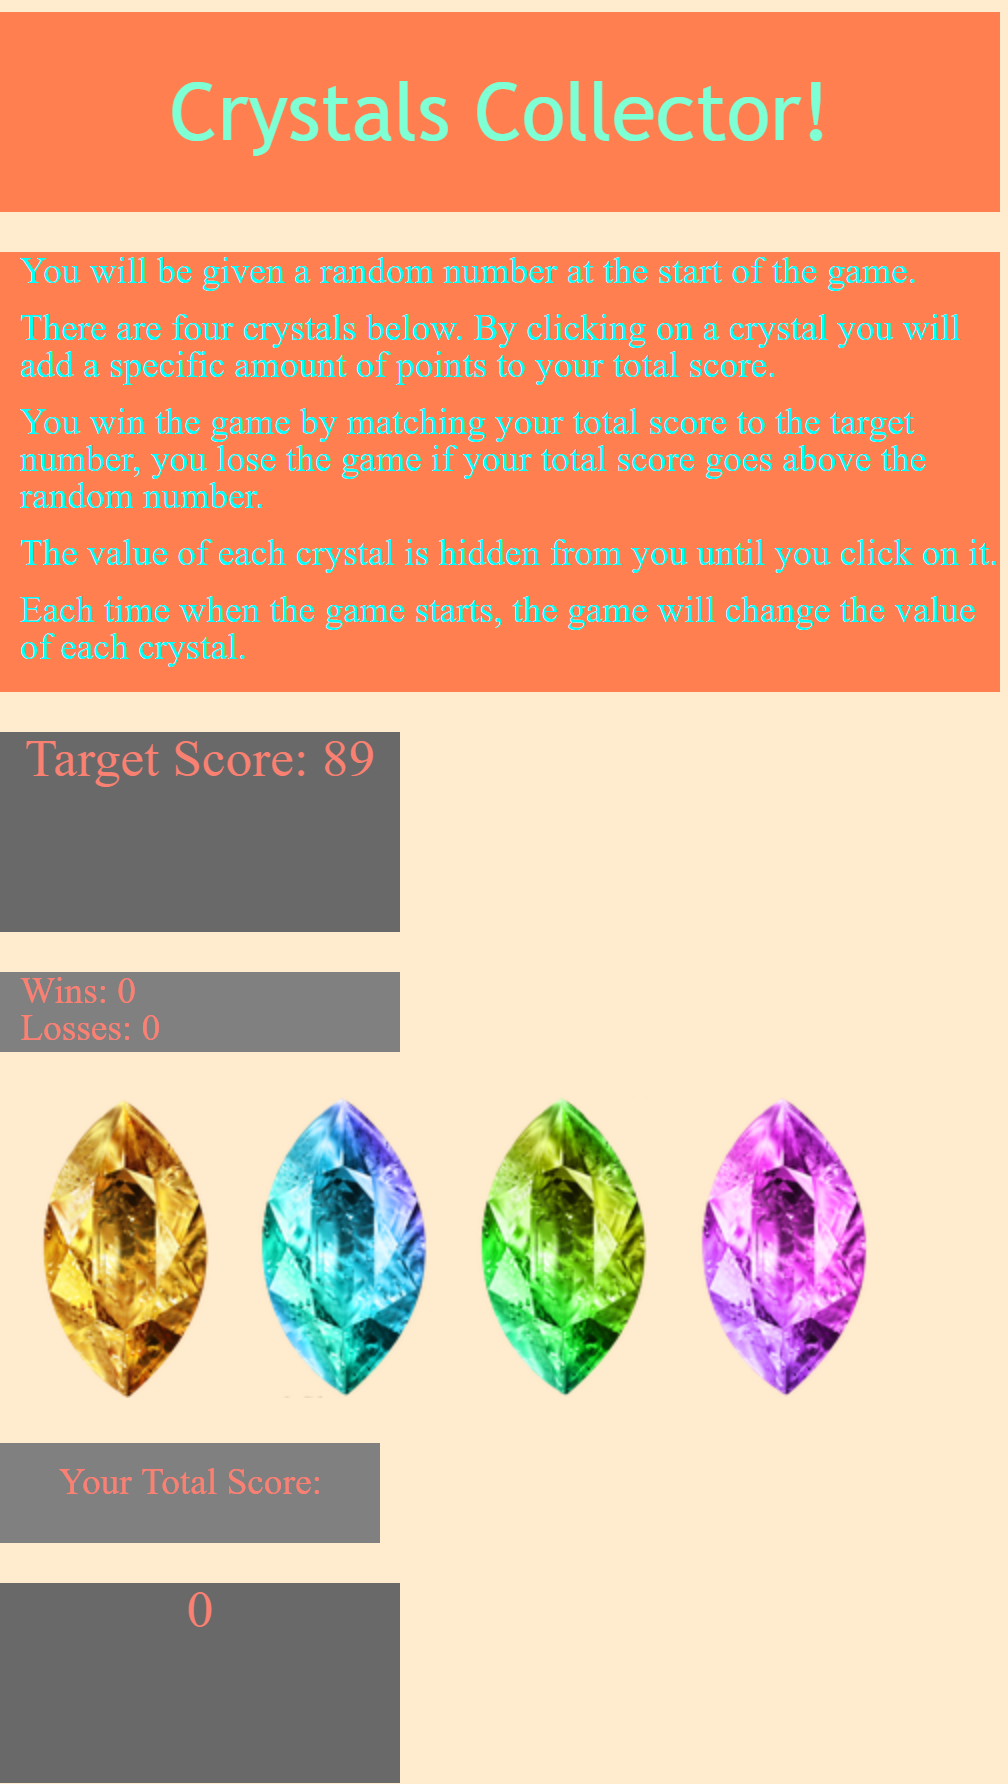 Crystals Collector!
You will be given a random number at the start of the game.
There are four crystals below. By clicking on a crystal you will
add a specific amount of points to your total score.
You win the game by matching your total score to the target
number, you lose the game if your total score goes above the
random number.
The value of each crystal is hidden from you until you click on it.
Each time when the game starts, the game will change the value
of each crystal.
Target Score: 89
Wins: 0
Losses: 0
Your Total Score:
0